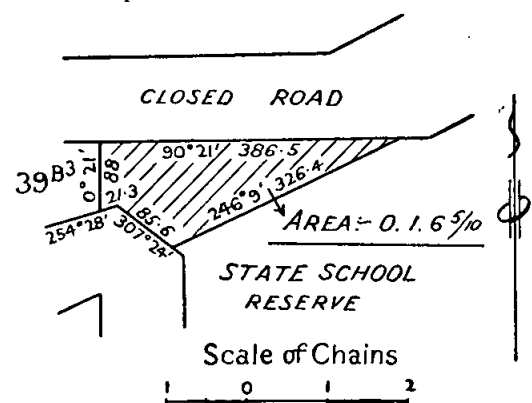 CLOSED ROAD
90°21' 386.5
39B3
0°21' 88
21.3
246°9' 326.4
85.6
254°28'
307°24'
AREA:- 0.1.6 5/10
STATE SCHOOL
RESERVE
Scale of Chains
1 0 1 2